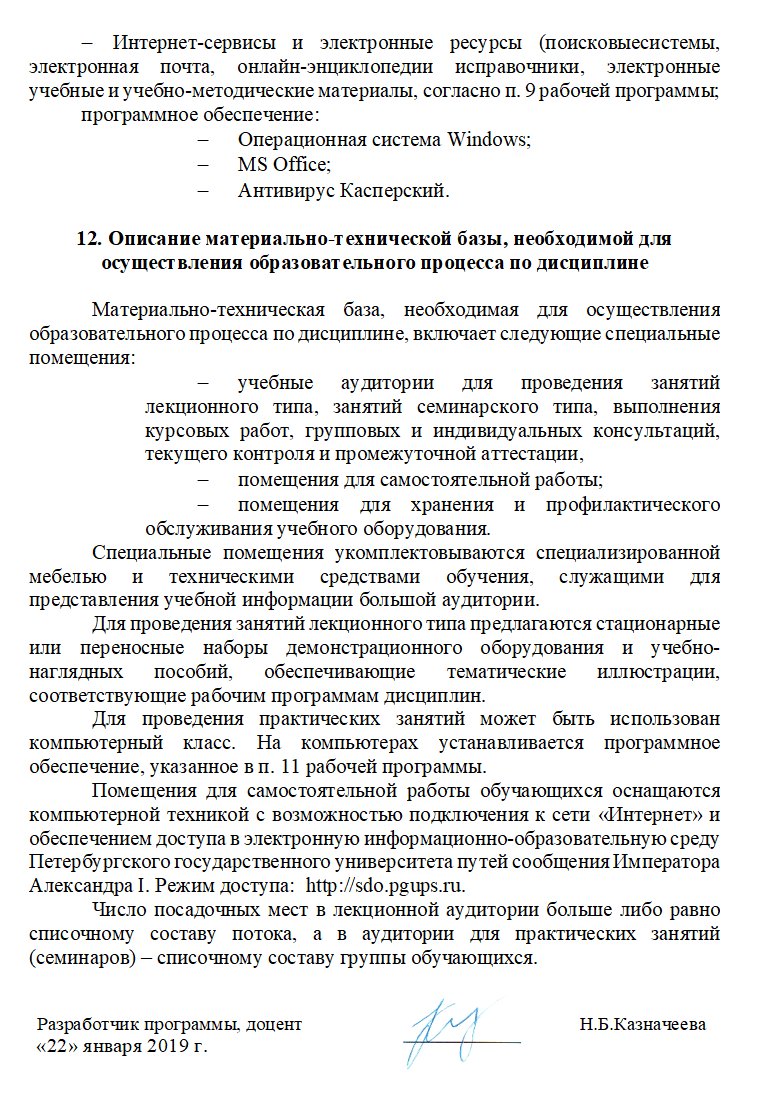 – Интернет-сервисы и электронные ресурсы (поисковыесистемы,
электронная почта, онлайн-энциклопедии исправочники, электронные
учебные и учебно-методические материалы, согласно п. 9 рабочей программы;
программное обеспечение:
– Операционная система Windows;
– MS Office;
– Антивирус Касперский.
12. Описание материально-технической базы, необходимой для
осуществления образовательного процесса по дисциплине
Материально-техническая база, необходимая для осуществления
образовательного процесса по дисциплине, включает следующие специальные
помещения:
– учебные аудитории для проведения занятий
лекционного типа, занятий семинарского типа, выполнения
курсовых работ, групповых и индивидуальных консультаций,
текущего контроля и промежуточной аттестации,
– помещения для самостоятельной работы;
– помещения для хранения и профилактического
обслуживания учебного оборудования.
Специальные помещения укомплектовываются специализированной
мебелью и техническими средствами обучения, служащими для
представления учебной информации большой аудитории.
Для проведения занятий лекционного типа предлагаются стационарные
или переносные наборы демонстрационного оборудования и учебно-
наглядных пособий, обеспечивающие тематические иллюстрации,
соответствующие рабочим программам дисциплин.
Для проведения практических занятий может быть использован
компьютерный класс. На компьютерах устанавливается программное
обеспечение, указанное в п. 11 рабочей программы.
Помещения для самостоятельной работы обучающихся оснащаются
компьютерной техникой с возможностью подключения к сети «Интернет» и
обеспечением доступа в электронную информационно-образовательную среду
Петербургского государственного университета путей сообщения Императора
Александра I. Режим доступа: http://sdo.pgups.ru.
Число посадочных мест в лекционной аудитории больше либо равно
списочному составу потока, а в аудитории для практических занятий
(семинаров) – списочному составу группы обучающихся.
Разработчик программы, доцент Н.Б.Казначеева
«22» января 2019 г.